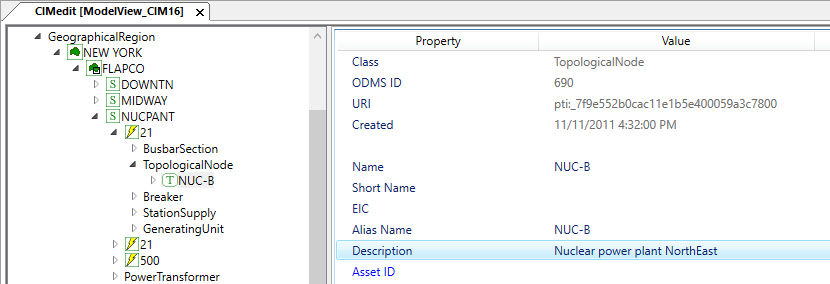 CIMedit [ModelView_CIM16] ×
GeographicalRegion
NEW YORK
FLAPCO
S DOWNTN
S MIDWAY
S NUCPANT
21
BusbarSection
TopologicalNode
T NUC-B
Breaker
StationSupply
GeneratingUnit
21
500
PowerTransformer
Property Value
Class TopologicalNode
ODMS ID 690
URI pti:_7f9e552b0cac11e1b5e400059a3c7800
Created 11/11/2011 4:32:00 PM
Name NUC-B
Short Name
EIC
Alias Name NUC-B
Description Nuclear power plant NorthEast
Asset ID